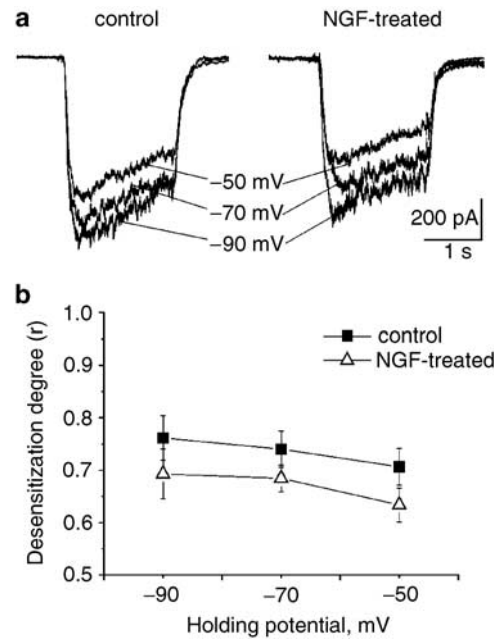 a
control
NGF-treated
−50 mV
−70 mV
−90 mV
200 pA
1 s
b
1.0
0.9
0.8
0.7
0.6
0.5
Desensitization degree (r)
control
NGF-treated
−90
−70
−50
Holding potential, mV